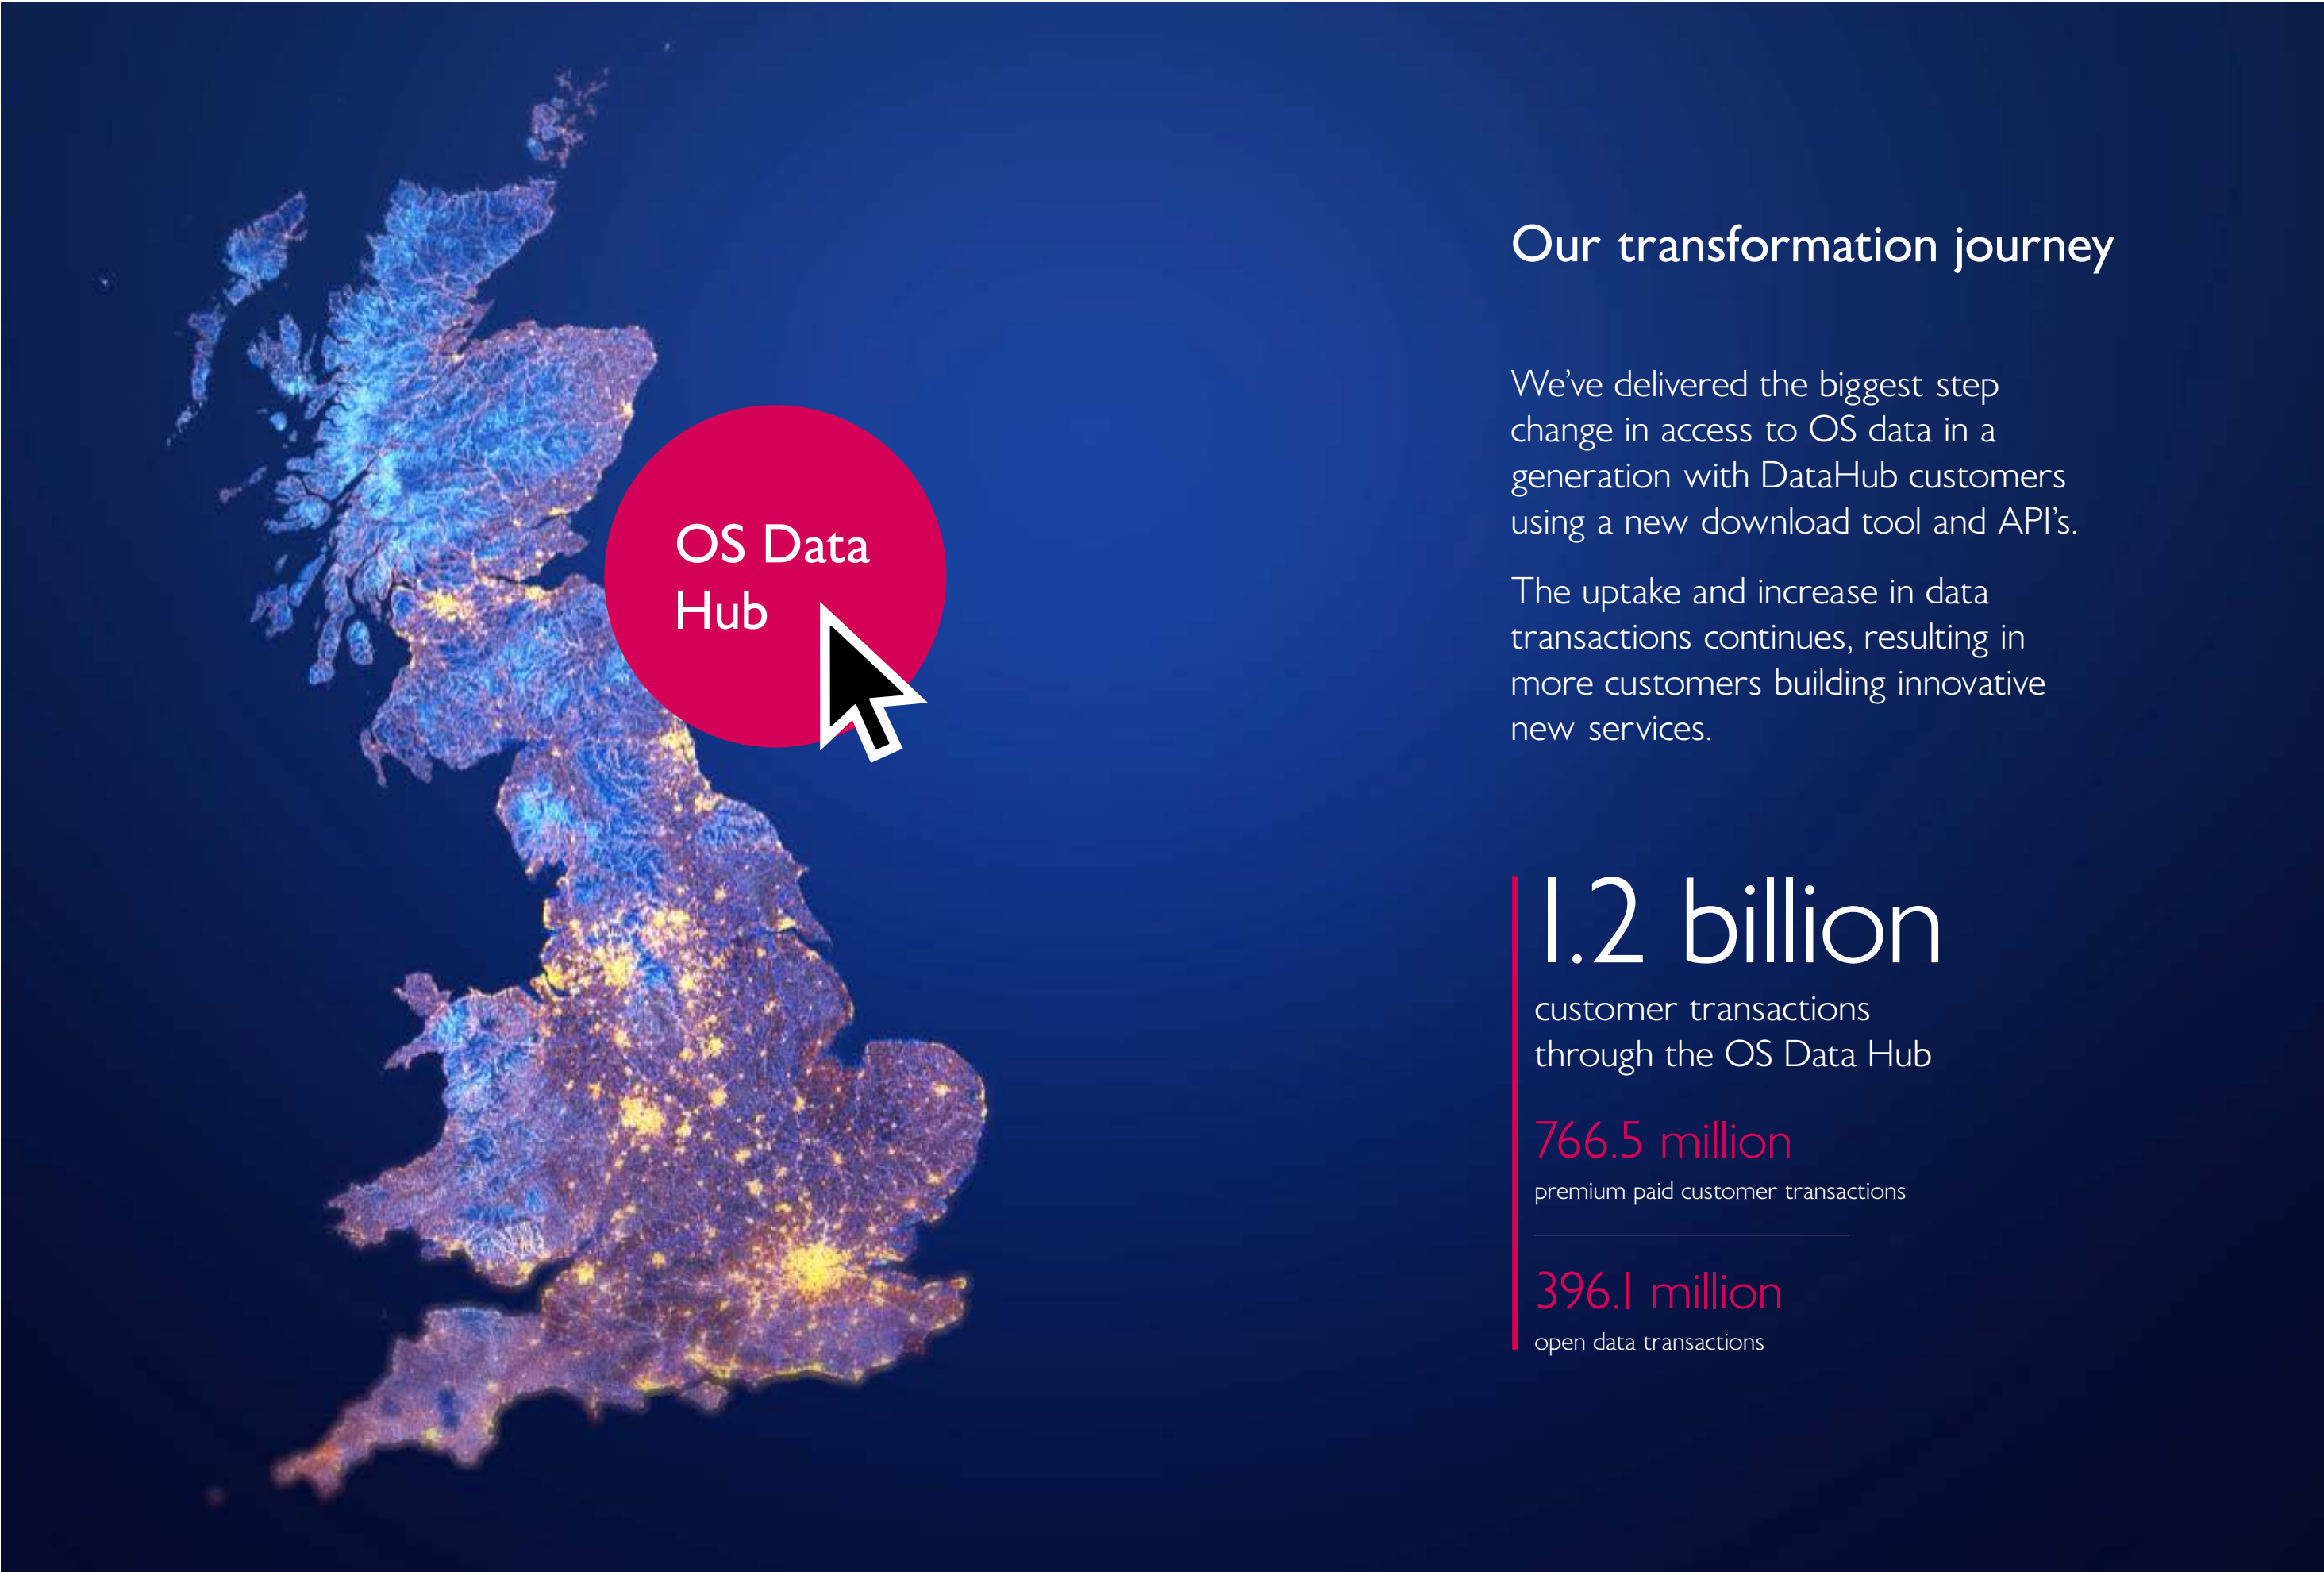 OS Data
Hub
Our transformation journey
We've delivered the biggest step
change in access to OS data in a
generation with DataHub customers
using a new download tool and API's.
The uptake and increase in data
transactions continues, resulting in
more customers building innovative
new services.
1.2 billion
customer transactions
through the OS Data Hub
766.5 million
premium paid customer transactions
396.1 million
open data transactions